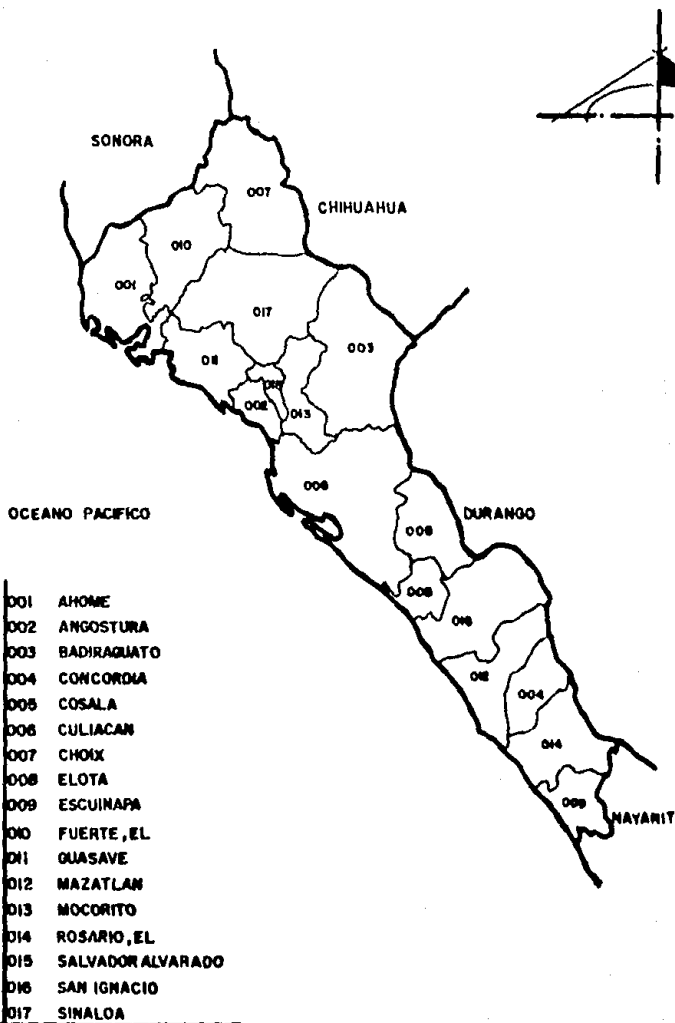 SONORA
007
CHIHUAHUA
010
001
017
003
011
002
013
006
OCEANO PACIFICO
DURANGO
016
012
004
014
009
NAYARIT
001 AHOME
002 ANGOSTURA
003 BADIRAGUATO
004 CONCORDIA
005 COSALA
006 CULIACAN
007 CHOIX
008 ELOTA
009 ESCUINAPA
010 FUERTE, EL
011 GUASAVE
012 MAZATLAN
013 MOCORITO
014 ROSARIO, EL
015 SALVADOR ALVARADO
016 SAN IGNACIO
017 SINALOA